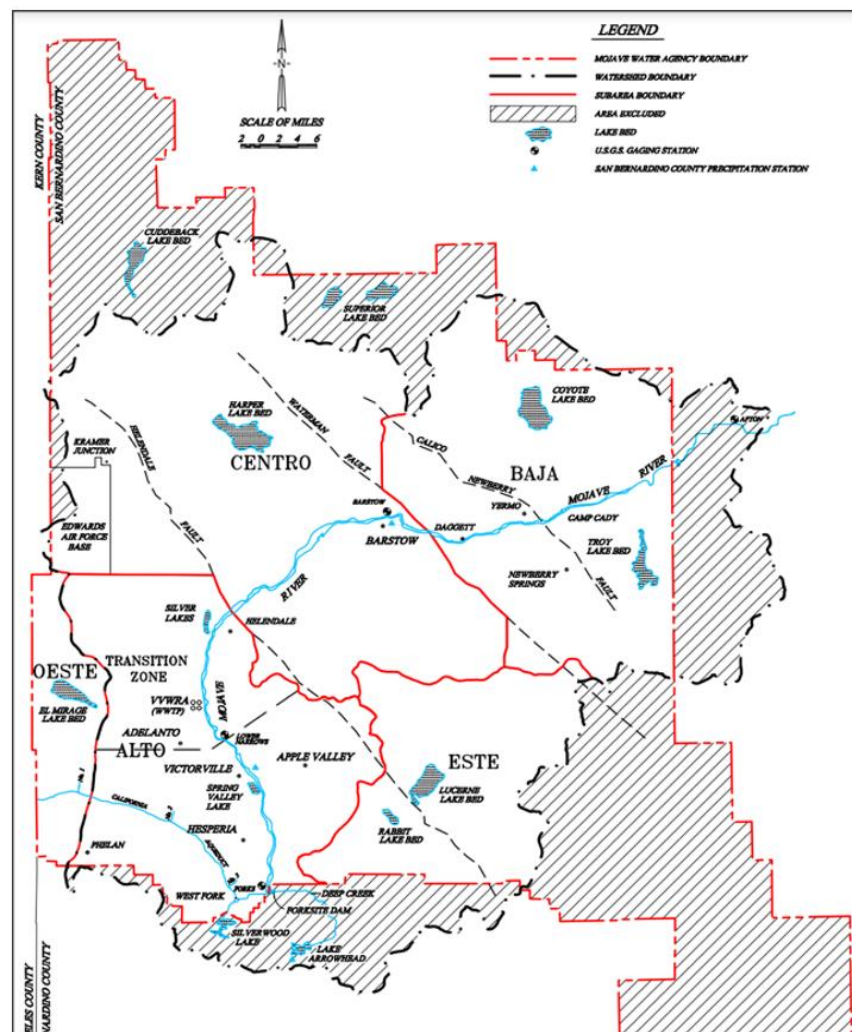 LEGEND
MOJAVE WATER AGENCY BOUNDARY
WATERSHED BOUNDARY
SUBAREA BOUNDARY
AREA EXCLUDED
LAKE BED
U.S.G.S. GAGING STATION
SAN BERNARDINO COUNTY PRECIPITATION STATION
N
SCALE OF MILES
2 0 2 4 6
KERN COUNTY
SAN BERNARDINO COUNTY
CUDDEBACK
LAKE BED
SUPERIOR
LAKE BED
HARPER
LAKE BED
COYOTE
LAKE BED
AFTON
WATERMAN
FAULT
HELENDALE
FAULT
CENTRO
CALICO
NEWBERRY
FAULT
BAJA
MOJAVE
RIVER
KRAMER
JUNCTION
YERMO
BARSTOW
BARSTOW
DAGGETT
CAMP CADY
EDWARDS
AIR FORCE
BASE
TROY
LAKE BED
NEWBERRY
SPRINGS
RIVER
SILVER
LAKES
HELENDALE
OESTE
TRANSITION
ZONE
EL MIRAGE
LAKE BED
VVWRA
(WWTP)
MOJAVE
LOWER
NARROWS
ADELANTO
ALTO
APPLE VALLEY
ESTE
VICTORVILLE
SPRING
VALLEY
LAKE
LUCERNE
LAKE BED
CALIFORNIA
AQUEDUCT
HESPERIA
RABBIT
LAKE BED
PHELAN
WEST FORK
FORKS
DEEP CREEK
FORKSITE DAM
SILVERWOOD
LAKE
LAKE
ARROWHEAD
LES COUNTY
RNARDINO COUNTY